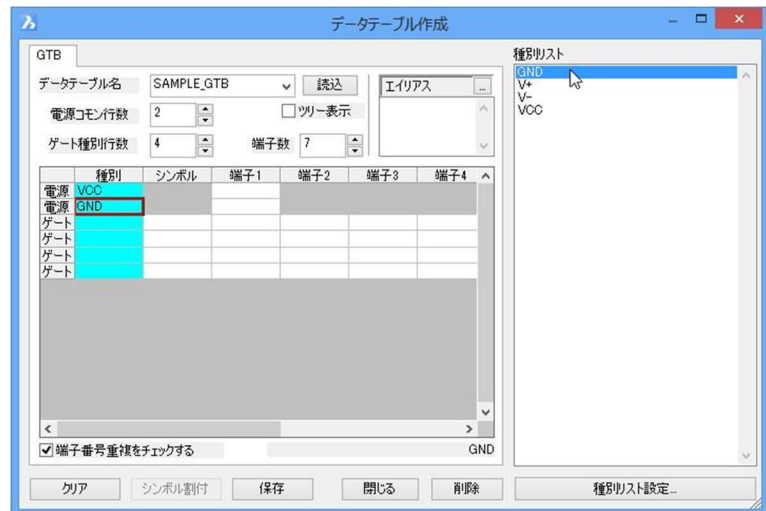 データテーブル作成
GTB
種別リスト
データテーブル名 SAMPLE_GTB 読込 エイリアス ...
電源コモン行数 2 ツリー表示
ゲート種別行数 4 端子数 7
GND
V+
V-
VCC
種別 シンボル 端子1 端子2 端子3 端子4
電源 VCC
電源 GND
ゲート
ゲート
ゲート
ゲート
端子番号重複をチェックする GND
クリア シンボル割付 保存 閉じる 削除 種別リスト設定...